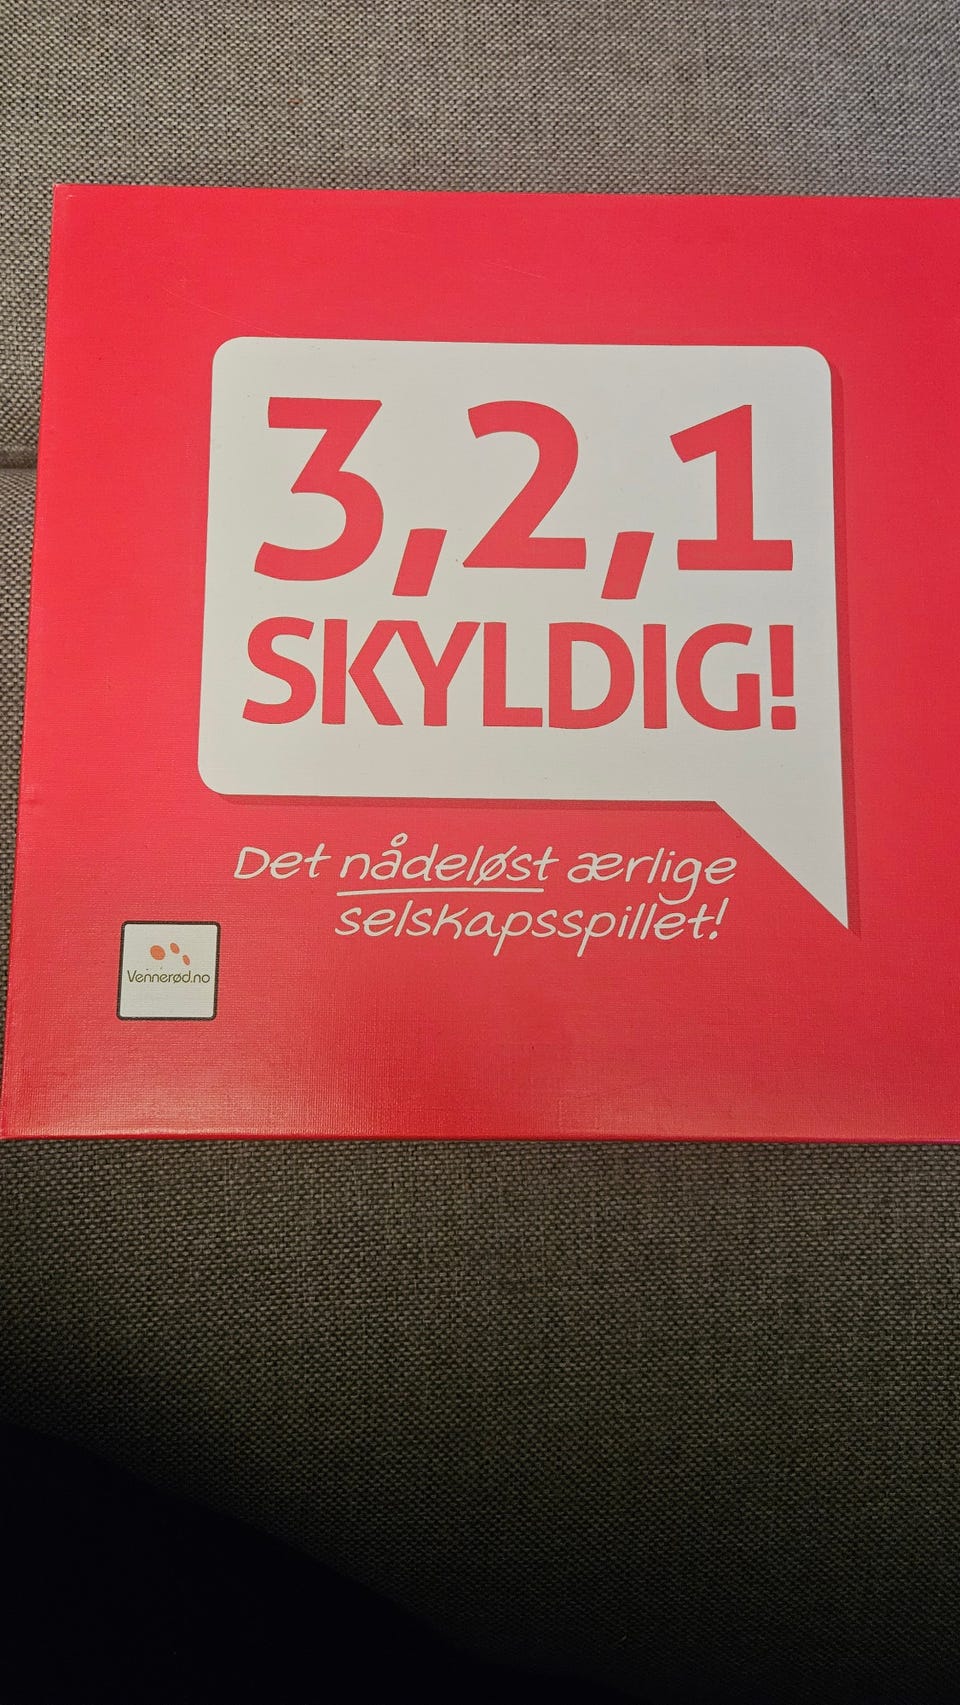 3,2,1
SKYLDIG!
Det nådeløst ærlige
selskapsspillet!
Vennerød.no